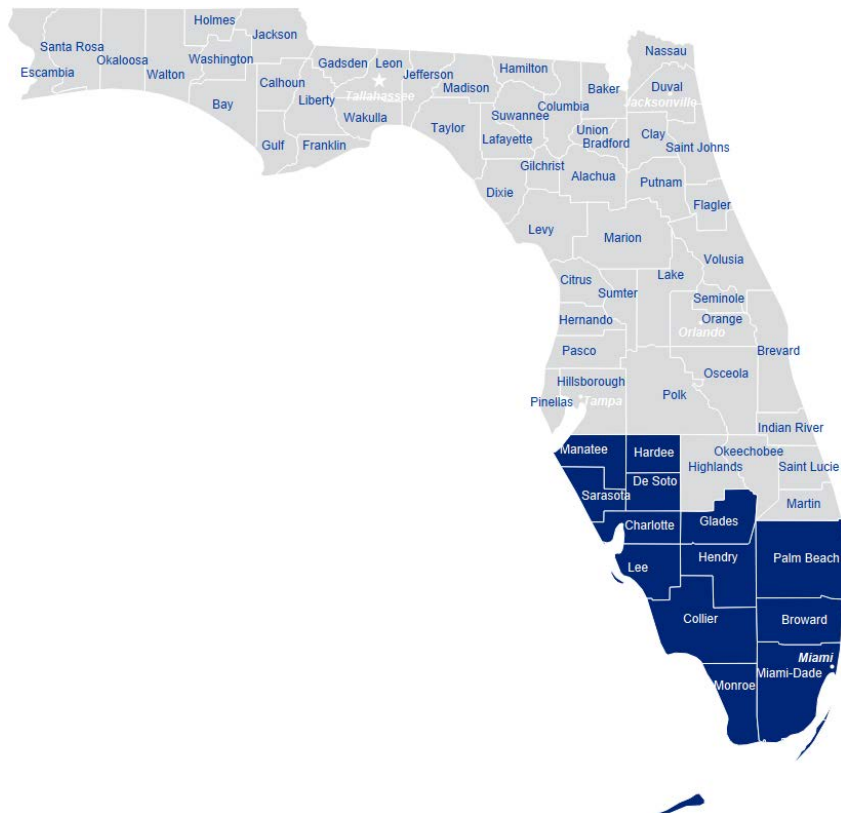 Holmes
Jackson
Santa Rosa
Okaloosa
Washington
Escambia
Walton
Bay
Calhoun
Gulf
Liberty
Franklin
Gadsden
Leon
Tallahassee
Wakulla
Jefferson
Madison
Taylor
Hamilton
Suwannee
Lafayette
Columbia
Dixie
Gilchrist
Baker
Union
Bradford
Alachua
Nassau
Duval
Jacksonville
Clay
Saint Johns
Putnam
Flagler
Levy
Marion
Volusia
Citrus
Sumter
Lake
Seminole
Orange
Orlando
Hernando
Pasco
Brevard
Osceola
Hillsborough
Tampa
Pinellas
Polk
Indian River
Okeechobee
Highlands
Saint Lucie
Martin
Manatee
Hardee
De Soto
Sarasota
Charlotte
Glades
Lee
Hendry
Palm Beach
Collier
Broward
Miami
Miami-Dade
Monroe